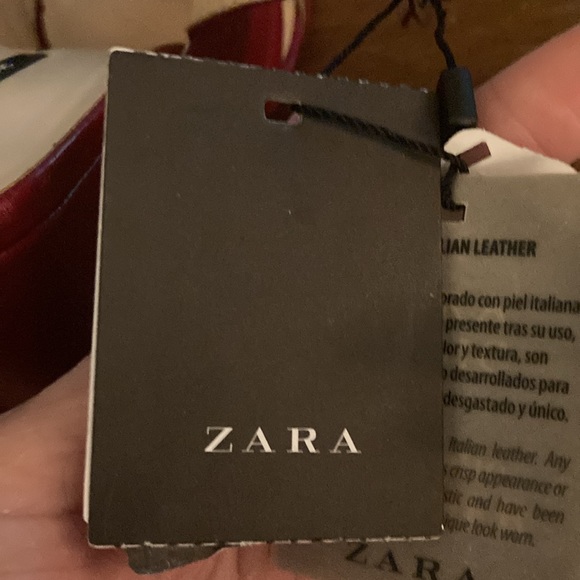 ZARA
LIAN LEATHER
orado con piel italiana
presente tras su uso,
lor y textura, son
o desarrollados para
desgastado y único.
Italian leather. Any
crisp appearance or
stic and have been
ique look worn.
ZARA